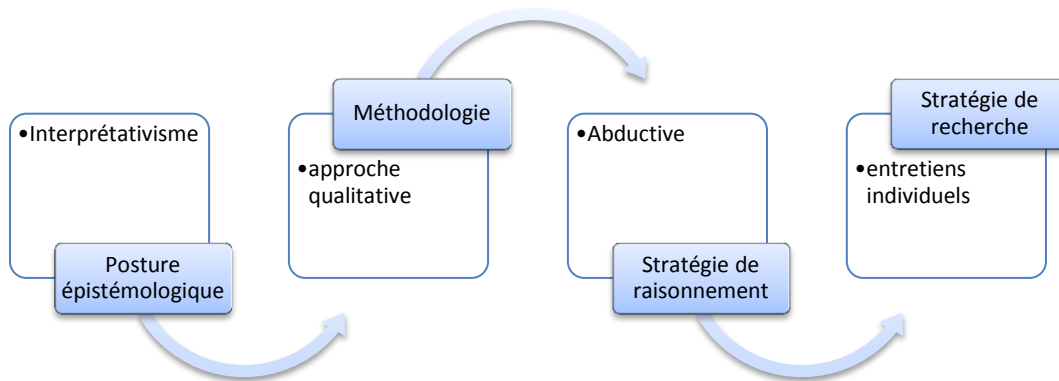 •Interprétativisme
Posture
épistémologique
Méthodologie
•approche
qualitative
•Abductive
Stratégie de
raisonnement
Stratégie de
recherche
•entretiens
individuels